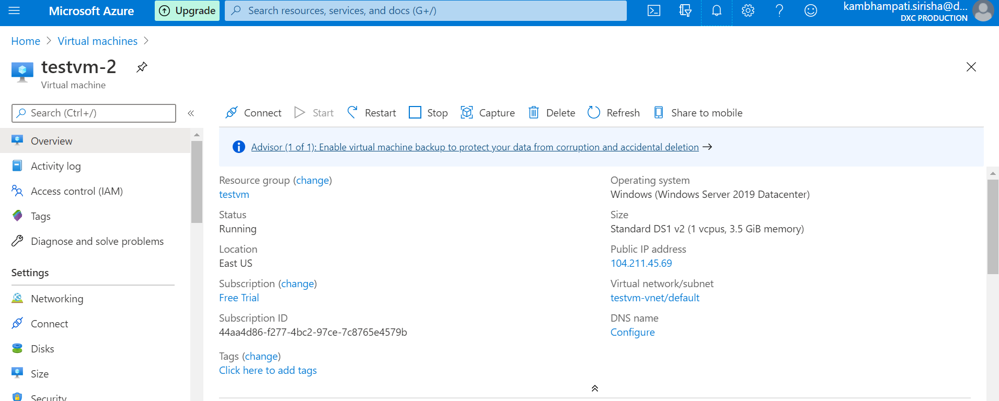 Microsoft Azure
Upgrade
Search resources, services, and docs (G+/)
kambhampati.sirisha@d...
DXC PRODUCTION
Home > Virtual machines >
testvm-2
Virtual machine
Search (Ctrl+/)
«
Connect Start Restart Stop Capture Delete Refresh Share to mobile
Overview
Activity log
Access control (IAM)
Tags
Diagnose and solve problems
Settings
Networking
Connect
Disks
Size
Security
Advisor (1 of 1): Enable virtual machine backup to protect your data from corruption and accidental deletion →
Resource group (change)
testvm
Status
Running
Location
East US
Subscription (change)
Free Trial
Subscription ID
44aa4d86-f277-4bc2-97ce-7c8765e4579b
Tags (change)
Click here to add tags
Operating system
Windows (Windows Server 2019 Datacenter)
Size
Standard DS1 v2 (1 vcpus, 3.5 GiB memory)
Public IP address
104.211.45.69
Virtual network/subnet
testvm-vnet/default
DNS name
Configure